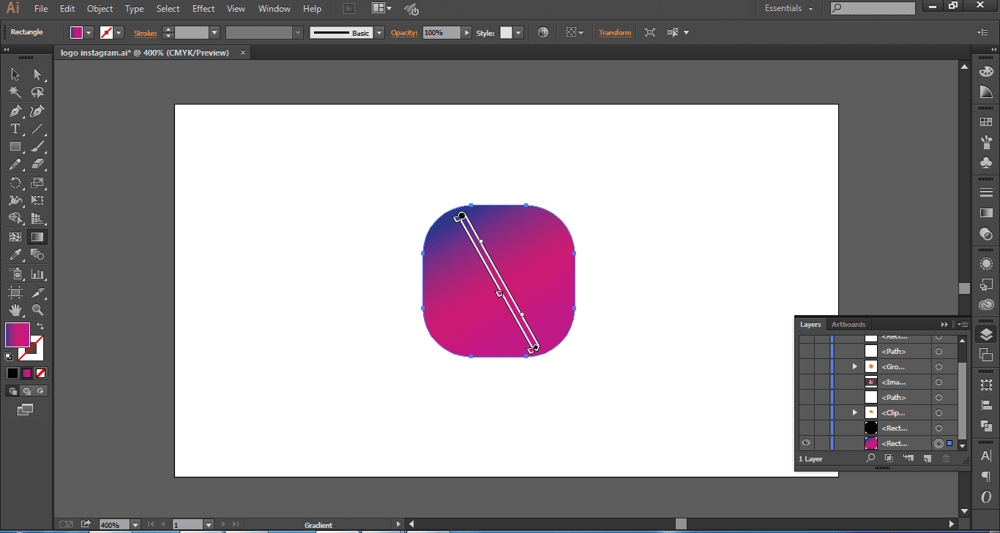 Ai File Edit Object Type Select Effect View Window Help Br Essentials
Rectangle Stroke: Basic Opacity: 100% Style: Transform
logo instagram.ai* @ 400% (CMYK/Preview)
Layers Artboards
<Rect...
<Path>
<Gro...
<Ima...
<Path>
<Clip...
<Rect...
<Rect...
1 Layer
400% 1 Gradient